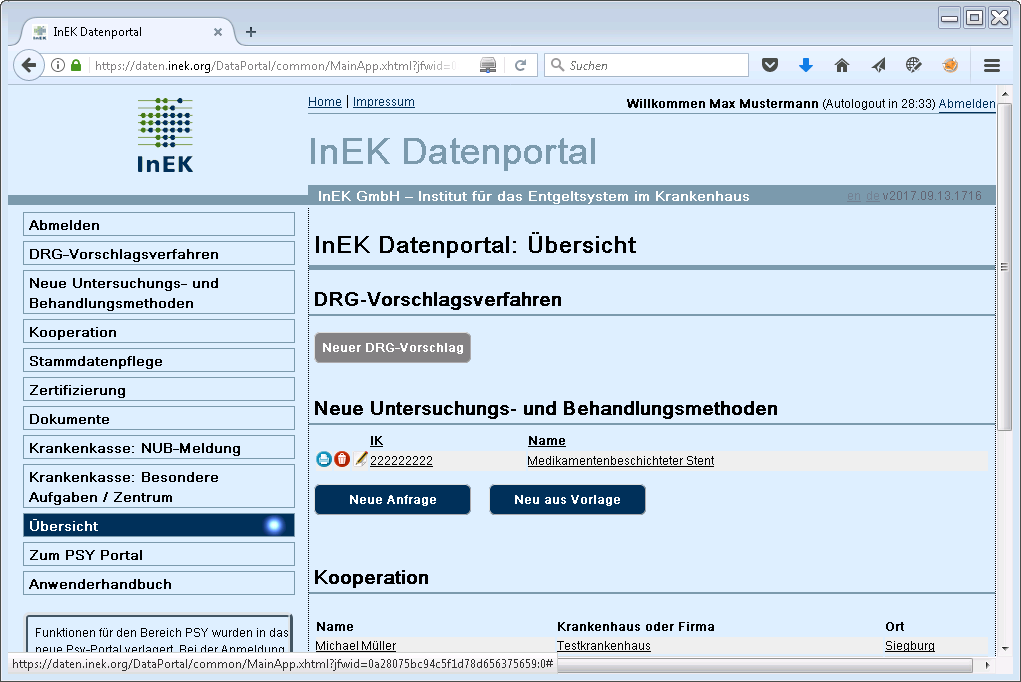 InEK Datenportal
https://daten.inek.org/DataPortal/common/MainApp.xhtml?jfwid=
Suchen
InEK
Home | Impressum
Willkommen Max Mustermann (Autologout in 28:33) Abmelden
InEK Datenportal
InEK GmbH – Institut für das Entgeltsystem im Krankenhaus
en de v2017.09.13.1716
Abmelden
DRG-Vorschlagsverfahren
Neue Untersuchungs- und
Behandlungsmethoden
Kooperation
Stammdatenpflege
Zertifizierung
Dokumente
Krankenkasse: NUB-Meldung
Krankenkasse: Besondere
Aufgaben / Zentrum
Übersicht
Zum PSY Portal
Anwenderhandbuch
Funktionen für den Bereich PSY wurden in das
neue Psy-Portal verlagert. Bei der Anmeldung
InEK Datenportal: Übersicht
DRG-Vorschlagsverfahren
Neuer DRG-Vorschlag
Neue Untersuchungs- und Behandlungsmethoden
IK Name
222222222 Medikamentenbeschichteter Stent
Neue Anfrage Neu aus Vorlage
Kooperation
Name Krankenhaus oder Firma Ort
Michael Müller Testkrankenhaus Siegburg
https://daten.inek.org/DataPortal/common/MainApp.xhtml?jfwid=0a28075bc94c5f1d78d656375659:0#